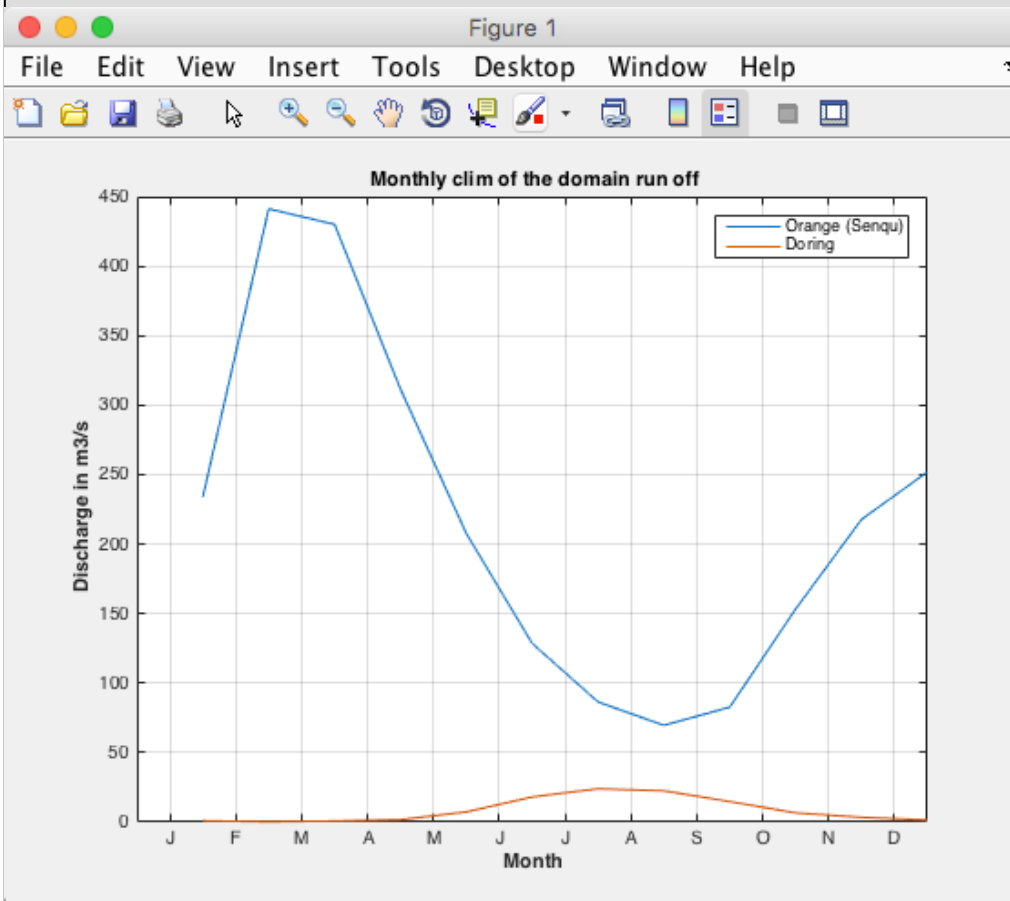 Figure 1
File Edit View Insert Tools Desktop Window Help
Monthly clim of the domain run off
Orange (Senqu)
Doring
450
400
350
300
250
200
150
100
50
0
Discharge in m3/s
J F M A M J J A S O N D
Month